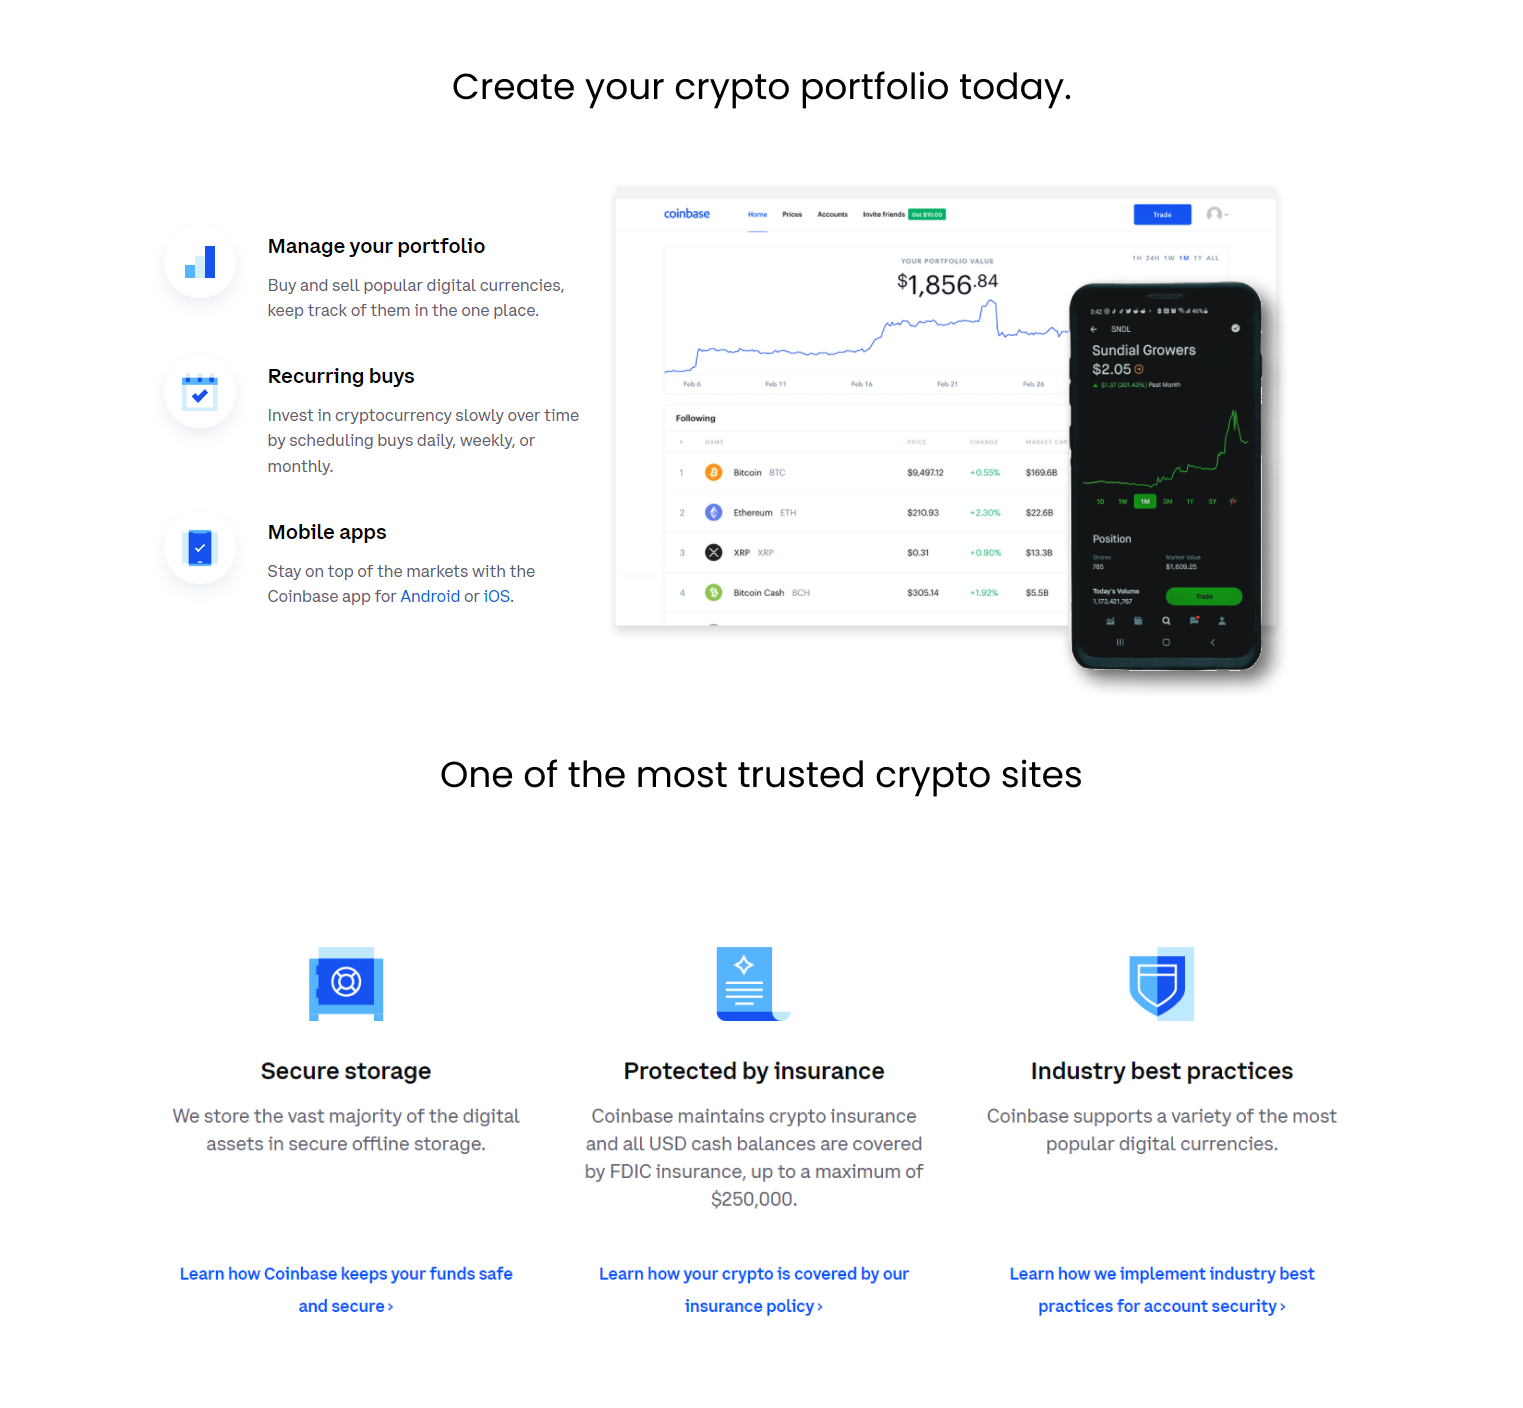 Create your crypto portfolio today.
Manage your portfolio
Buy and sell popular digital currencies,
keep track of them in the one place.
Recurring buys
Invest in cryptocurrency slowly over time
by scheduling buys daily, weekly, or
monthly.
Mobile apps
Stay on top of the markets with the
Coinbase app for Android or iOS.
coinbase Home Prices Accounts Invite friends Get $10.00 Trade
YOUR PORTFOLIO VALUE 1H 24H 1W 1M 1Y ALL
$1,856.84
Feb 6 Feb 11 Feb 16 Feb 21 Feb 26
Following
# NAME PRICE CHANGE MARKET CAP
1 Bitcoin BTC $9,497.12 +0.55% $169.6B
2 Ethereum ETH $210.93 +2.30% $22.6B
3 XRP XRP $0.31 +0.90% $13.3B
4 Bitcoin Cash BCH $305.14 +1.92% $5.5B
3:42 46%
SNDL
Sundial Growers
$2.05
$1.37 (201.43%) Past Month
1D 1W 1M 3M 1Y 5Y
Position
Shares Market Value
785 $1,609.25
Today's Volume
1,173,421,767 Trade
One of the most trusted crypto sites
Secure storage
We store the vast majority of the digital
assets in secure offline storage.
Learn how Coinbase keeps your funds safe
and secure ›
Protected by insurance
Coinbase maintains crypto insurance
and all USD cash balances are covered
by FDIC insurance, up to a maximum of
$250,000.
Learn how your crypto is covered by our
insurance policy ›
Industry best practices
Coinbase supports a variety of the most
popular digital currencies.
Learn how we implement industry best
practices for account security ›